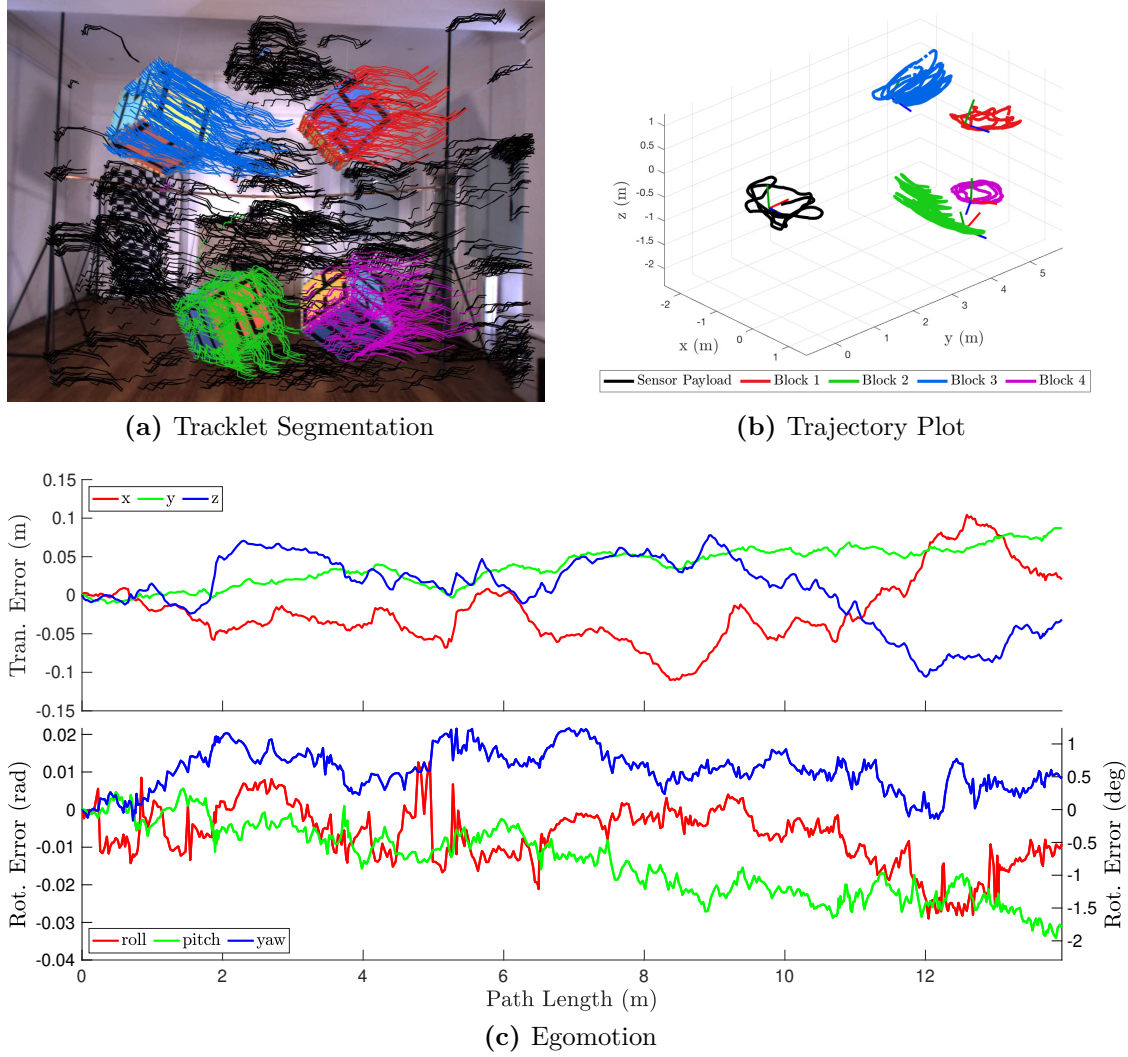 1
0.5
0
-0.5
-1
-1.5
-2
z (m)
-2
-1
0
1
x (m)
0
1
2
3
4
5
y (m)
Sensor Payload Block 1 Block 2 Block 3 Block 4
(a) Tracklet Segmentation
(b) Trajectory Plot
0.15
0.1
0.05
0
-0.05
-0.1
-0.15
Tran. Error (m)
x y z
0.02
0.01
0
-0.01
-0.02
-0.03
-0.04
Rot. Error (rad)
1
0.5
0
-0.5
-1
-1.5
-2
Rot. Error (deg)
roll pitch yaw
0 2 4 6 8 10 12
Path Length (m)
(c) Egomotion